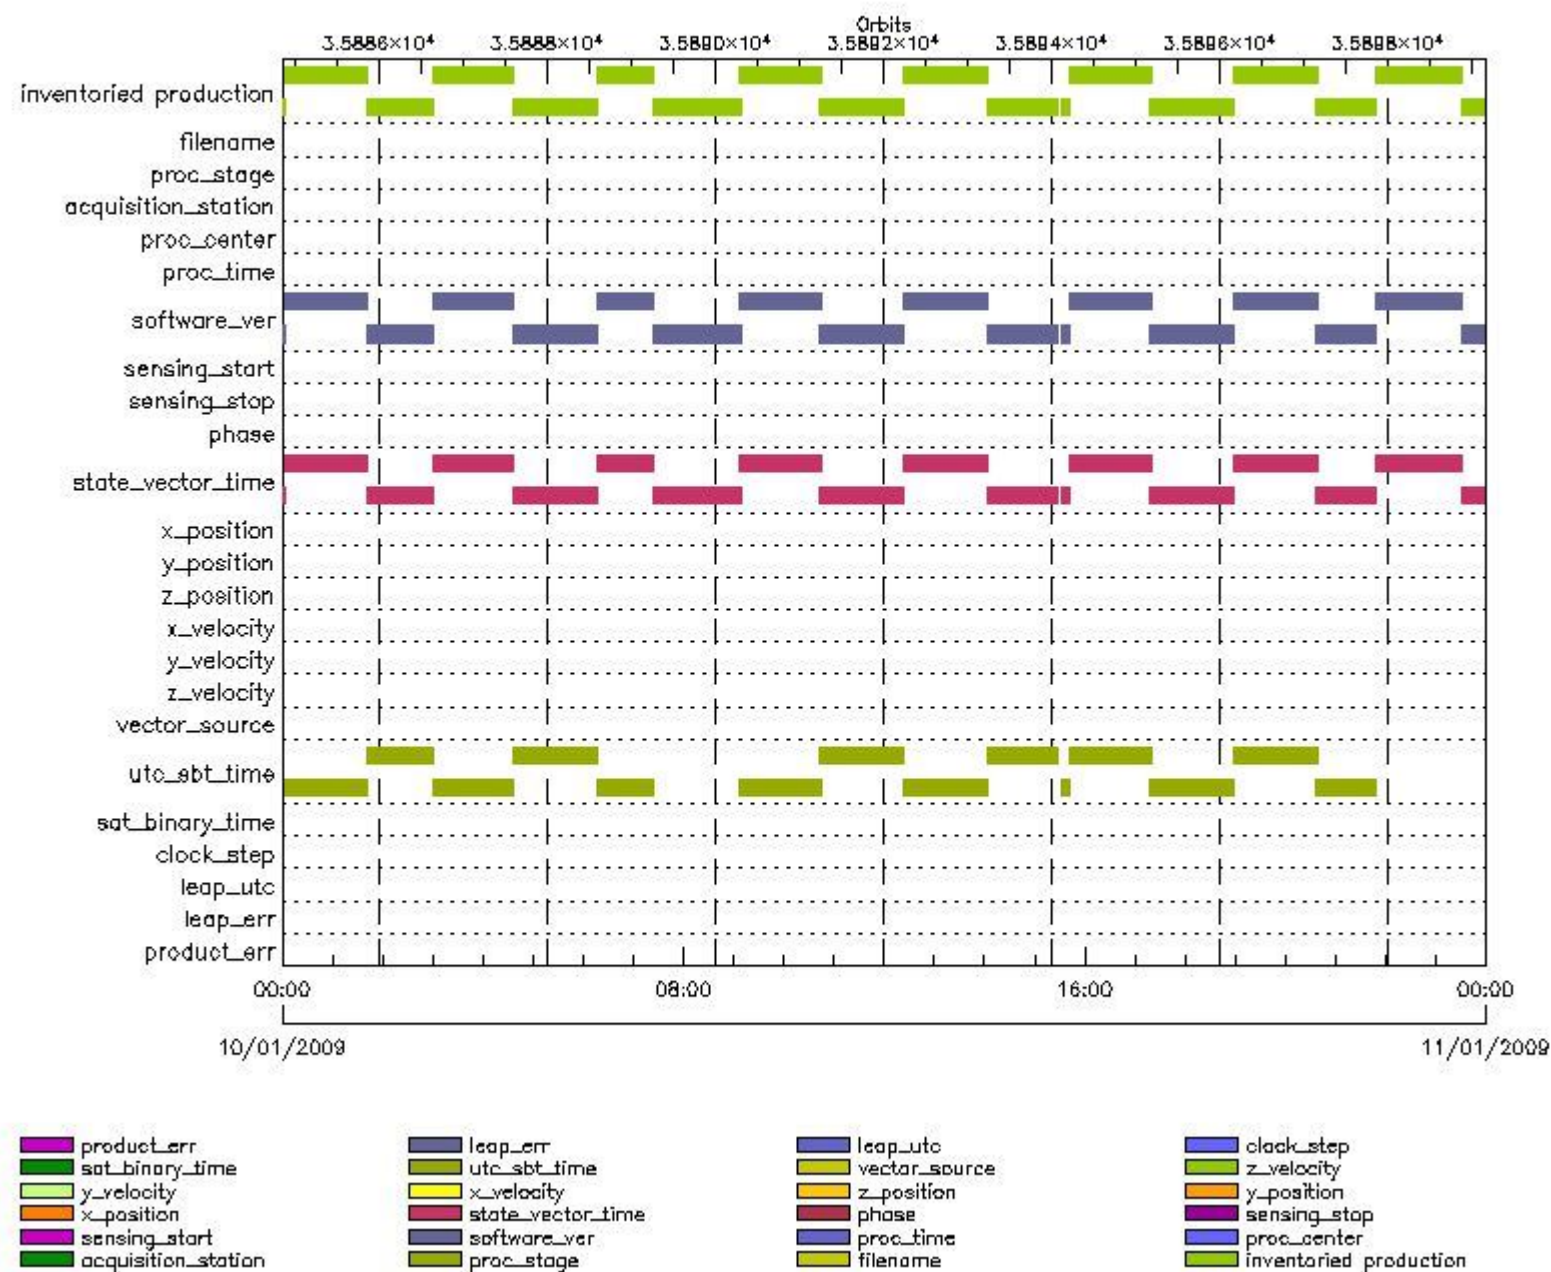 Orbits
3.5886×10⁴ 3.5888×10⁴ 3.5890×10⁴ 3.5892×10⁴ 3.5894×10⁴ 3.5896×10⁴ 3.5898×10⁴
inventoried production
filename
proc_stage
acquisition_station
proc_center
proc_time
software_ver
sensing_start
sensing_stop
phase
state_vector_time
x_position
y_position
z_position
x_velocity
y_velocity
z_velocity
vector_source
utc_sbt_time
sat_binary_time
clock_step
leap_utc
leap_err
product_err
00:00 08:00 16:00 00:00
10/01/2009 11/01/2009
product_err leap_err leap_utc clock_step
sat_binary_time utc_sbt_time vector_source z_velocity
y_velocity x_velocity z_position y_position
x_position state_vector_time phase sensing_stop
sensing_start software_ver proc_time proc_center
acquisition_station proc_stage filename inventoried production